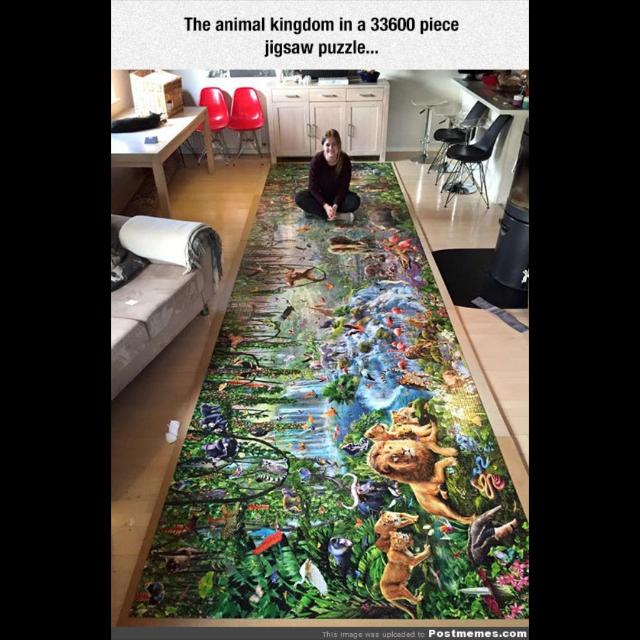 The animal kingdom in a 33600 piece
jigsaw puzzle...
This image was uploaded to Postmemes.com